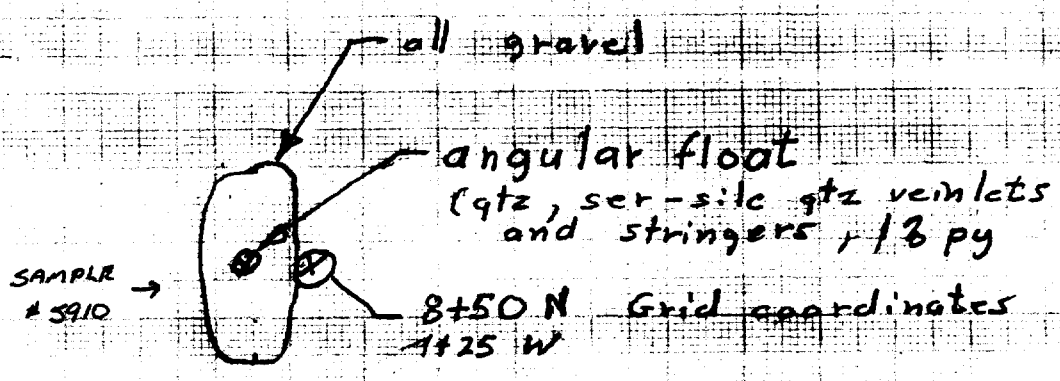 all gravel
angular float
(qtz, ser-silc qtz veinlets
and stringers, 1% py
SAMPLE
# 5910 →
8+50 N Grid coordinates
1+25 W